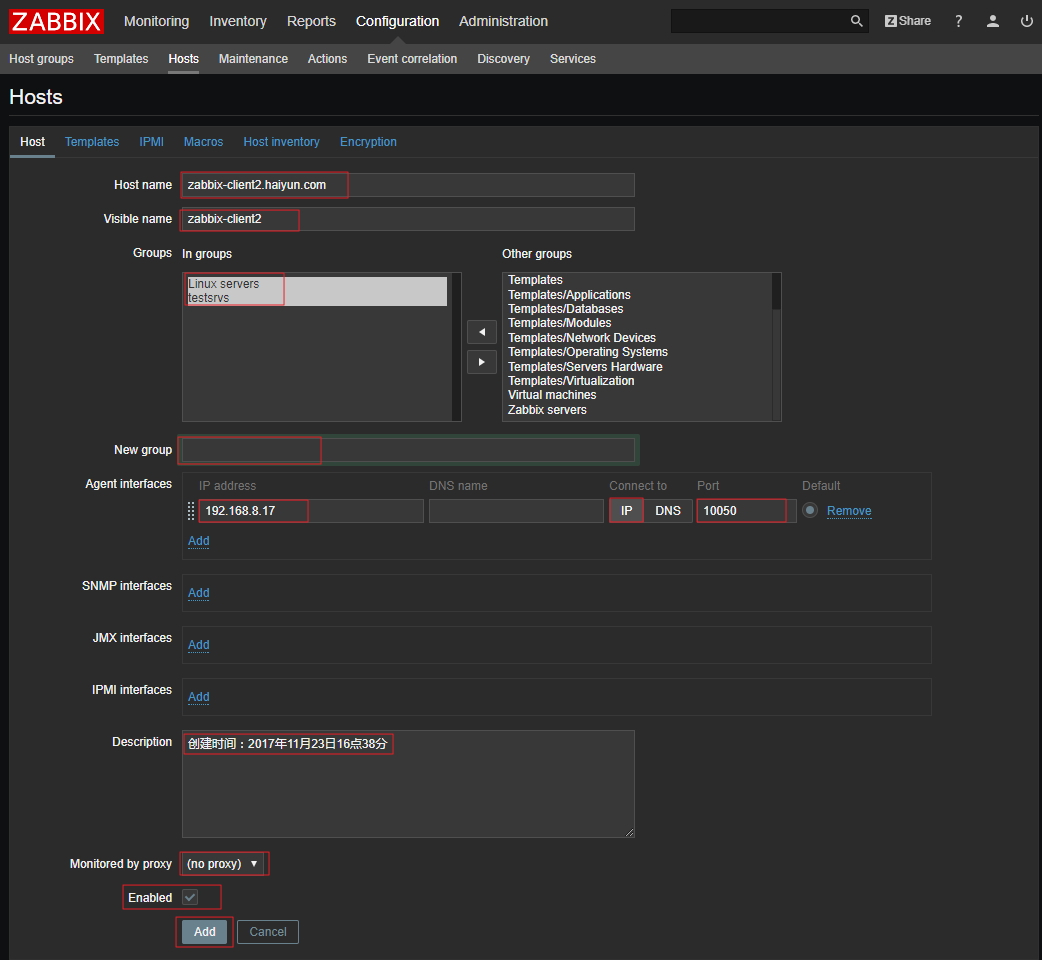 ZABBIX Monitoring Inventory Reports Configuration Administration Z Share ?
Host groups Templates Hosts Maintenance Actions Event correlation Discovery Services
Hosts
Host Templates IPMI Macros Host inventory Encryption
Host name zabbix-client2.haiyun.com
Visible name zabbix-client2
Groups In groups Other groups
Linux servers
testsrvs
Templates
Templates/Applications
Templates/Databases
Templates/Modules
Templates/Network Devices
Templates/Operating Systems
Templates/Servers Hardware
Templates/Virtualization
Virtual machines
Zabbix servers
New group
Agent interfaces IP address DNS name Connect to Port Default
192.168.8.17 IP DNS 10050 Remove
Add
SNMP interfaces Add
JMX interfaces Add
IPMI interfaces Add
Description 创建时间：2017年11月23日16点38分
Monitored by proxy (no proxy)
Enabled
Add Cancel